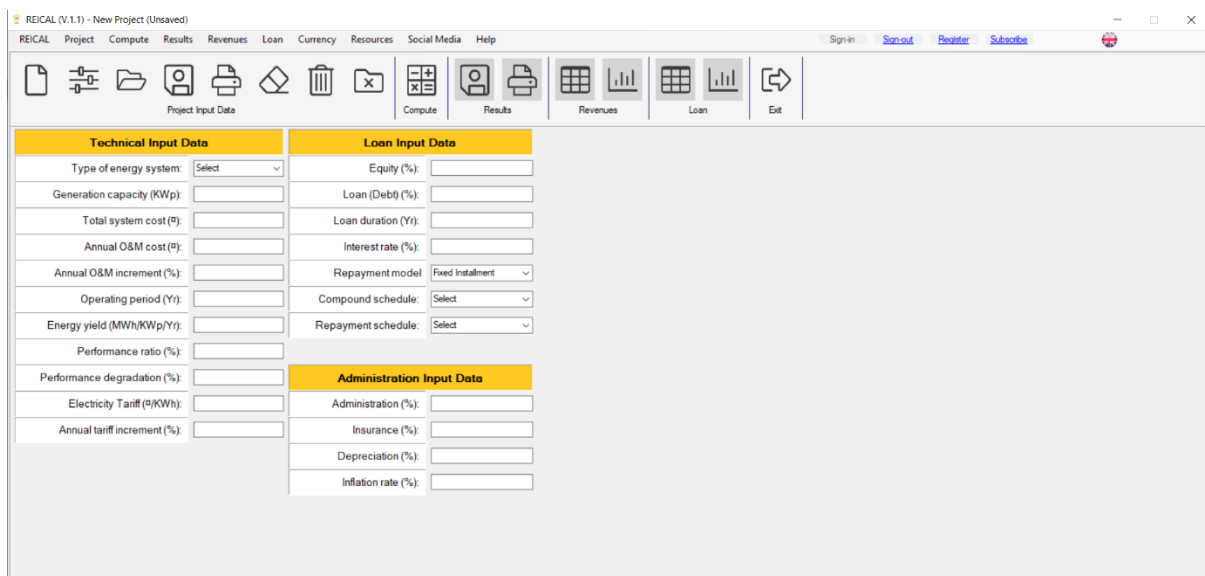 REICAL (V.1.1) - New Project (Unsaved)
REICAL Project Compute Results Revenues Loan Currency Resources Social Media Help Sign-in Sign-out Register Subscribe
Project Input Data Compute Results Revenues Loan Exit
Technical Input Data
Type of energy system: Select
Generation capacity (KWp):
Total system cost (¤):
Annual O&M cost (¤):
Annual O&M increment (%):
Operating period (Yr):
Energy yield (MWh/KWp/Yr):
Performance ratio (%):
Performance degradation (%):
Electricity Tariff (¤/KWh):
Annual tariff increment (%):
Loan Input Data
Equity (%):
Loan (Debt) (%):
Loan duration (Yr):
Interest rate (%):
Repayment model Fixed Installment
Compound schedule: Select
Repayment schedule: Select
Administration Input Data
Administration (%):
Insurance (%):
Depreciation (%):
Inflation rate (%):